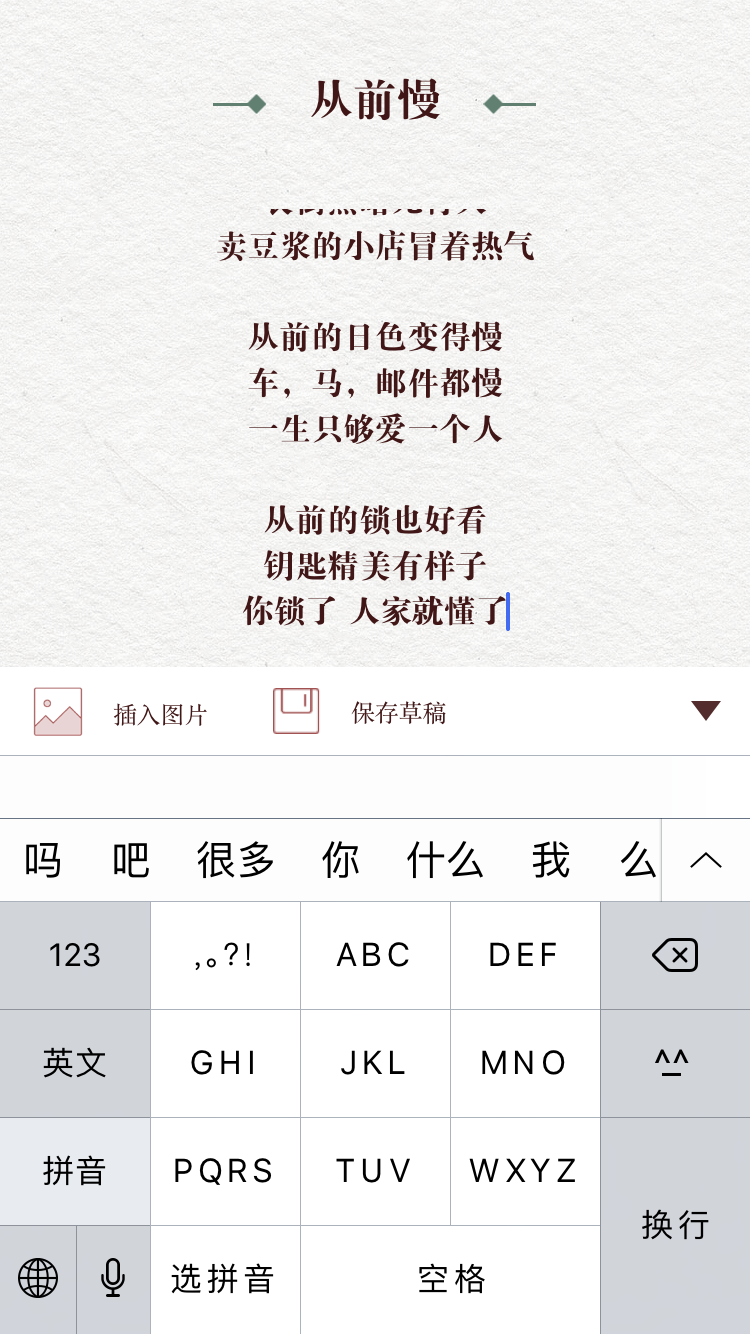 从前慢
卖豆浆的小店冒着热气
从前的日色变得慢
车，马，邮件都慢
一生只够爱一个人
从前的锁也好看
钥匙精美有样子
你锁了 人家就懂了
插入图片 保存草稿
吗 吧 很多 你 什么 我 么
123 ,。?! ABC DEF
英文 GHI JKL MNO ^^
拼音 PQRS TUV WXYZ
换行
选拼音 空格